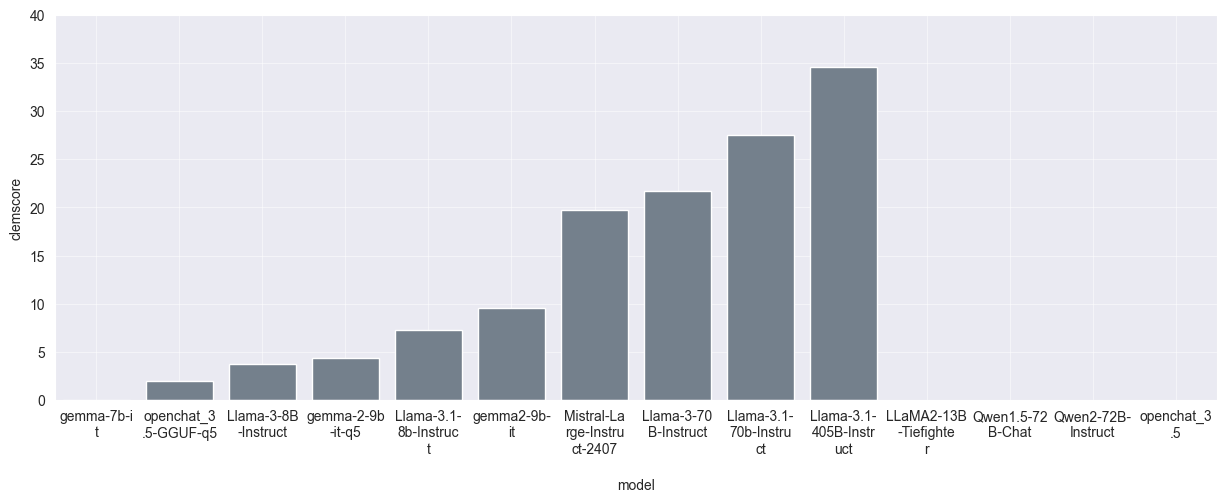 40
35
30
25
20
15
10
5
0
clemscore
gemma-7b-i
t
openchat_3
.5-GGUF-q5
Llama-3-8B
-Instruct
gemma-2-9b
-it-q5
Llama-3.1-
8b-Instruc
t
gemma2-9b-
it
Mistral-La
rge-Instru
ct-2407
Llama-3-70
B-Instruct
Llama-3.1-
70b-Instru
ct
Llama-3.1-
405B-Instr
uct
LLaMA2-13B
-Tiefighte
r
Qwen1.5-72
B-Chat
Qwen2-72B-
Instruct
openchat_3
.5
model